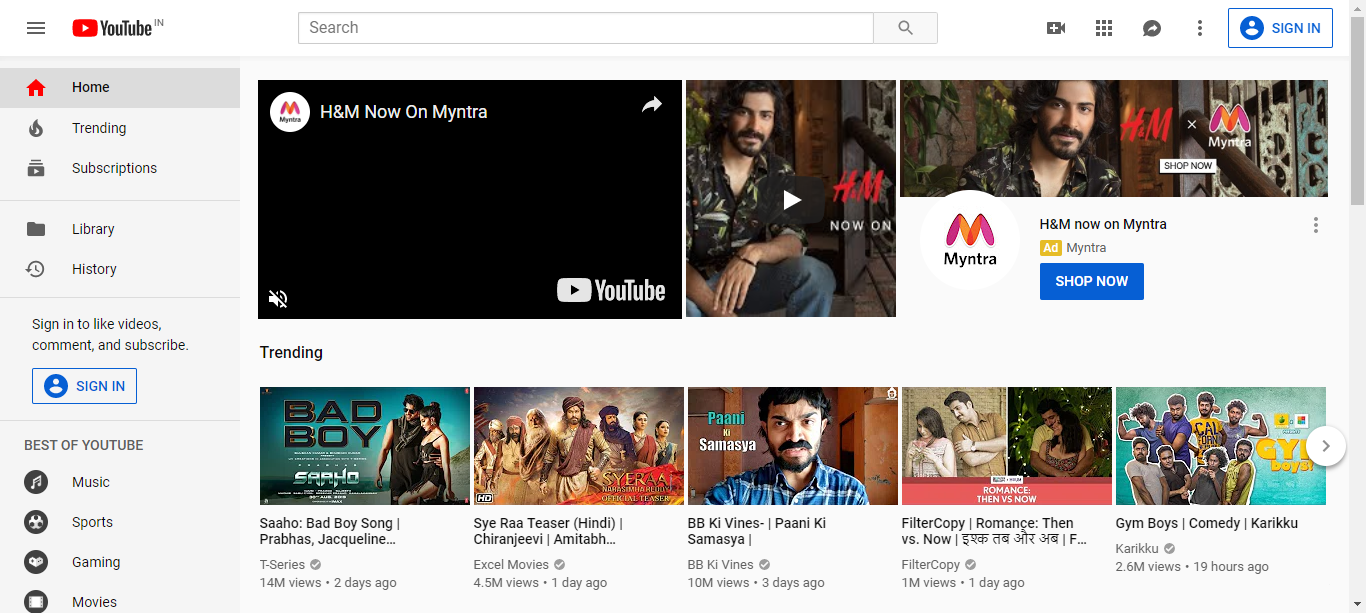 YouTube IN
Search
SIGN IN
Home
Trending
Subscriptions
Library
History
Sign in to like videos,
comment, and subscribe.
SIGN IN
BEST OF YOUTUBE
Music
Sports
Gaming
Movies
Myntra
H&M Now On Myntra
YouTube
H&M
NOW ON
H&M × Myntra
SHOP NOW
Myntra
H&M now on Myntra
Ad Myntra
SHOP NOW
Trending
BAD
BOY
SAAHO
Saaho: Bad Boy Song |
Prabhas, Jacqueline…
T-Series
14M views • 2 days ago
SYERAA
NARASIMHA REDDY
OFFICIAL TEASER
HD
Sye Raa Teaser (Hindi) |
Chiranjeevi | Amitabh…
Excel Movies
4.5M views • 1 day ago
Paani
Ki
Samasya
BB Ki Vines- | Paani Ki
Samasya |
BB Ki Vines
10M views • 3 days ago
ROMANCE:
THEN VS NOW
FilterCopy | Romance: Then
vs. Now | इश्क तब और अब | F…
FilterCopy
1M views • 1 day ago
GYM
boys!
Gym Boys | Comedy | Karikku
Karikku
2.6M views • 19 hours ago